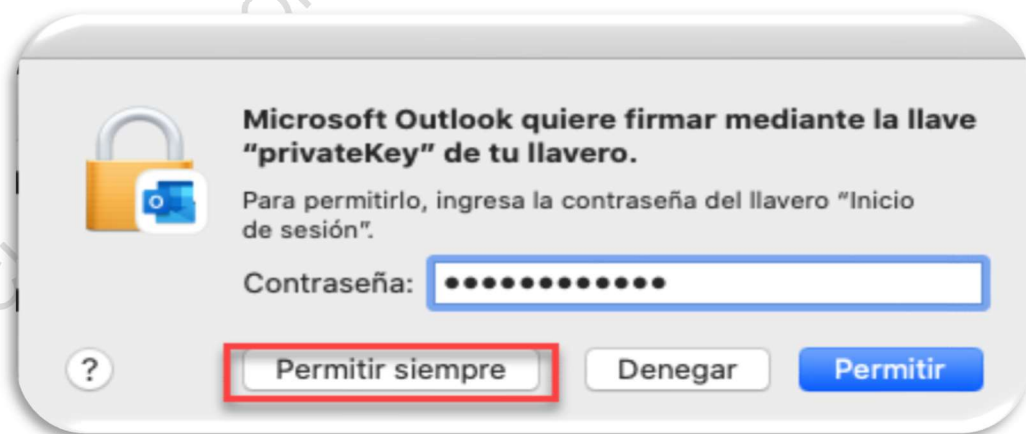 Microsoft Outlook quiere firmar mediante la llave
“privateKey” de tu llavero.
Para permitirlo, ingresa la contraseña del llavero “Inicio
de sesión”.
Contraseña: ••••••••••••
? Permitir siempre Denegar Permitir